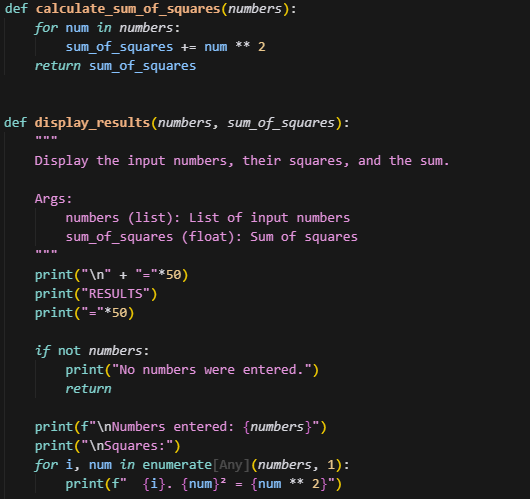 def calculate_sum_of_squares(numbers):
    for num in numbers:
        sum_of_squares += num ** 2
    return sum_of_squares

def display_results(numbers, sum_of_squares):
    """
    Display the input numbers, their squares, and the sum.

    Args:
        numbers (list): List of input numbers
        sum_of_squares (float): Sum of squares
    """
    print("\n" + "="*50)
    print("RESULTS")
    print("="*50)

    if not numbers:
        print("No numbers were entered.")
        return

    print(f"\nNumbers entered: {numbers}")
    print("\nSquares:")
    for i, num in enumerate[Any](numbers, 1):
        print(f"  {i}. {num}² = {num ** 2}")